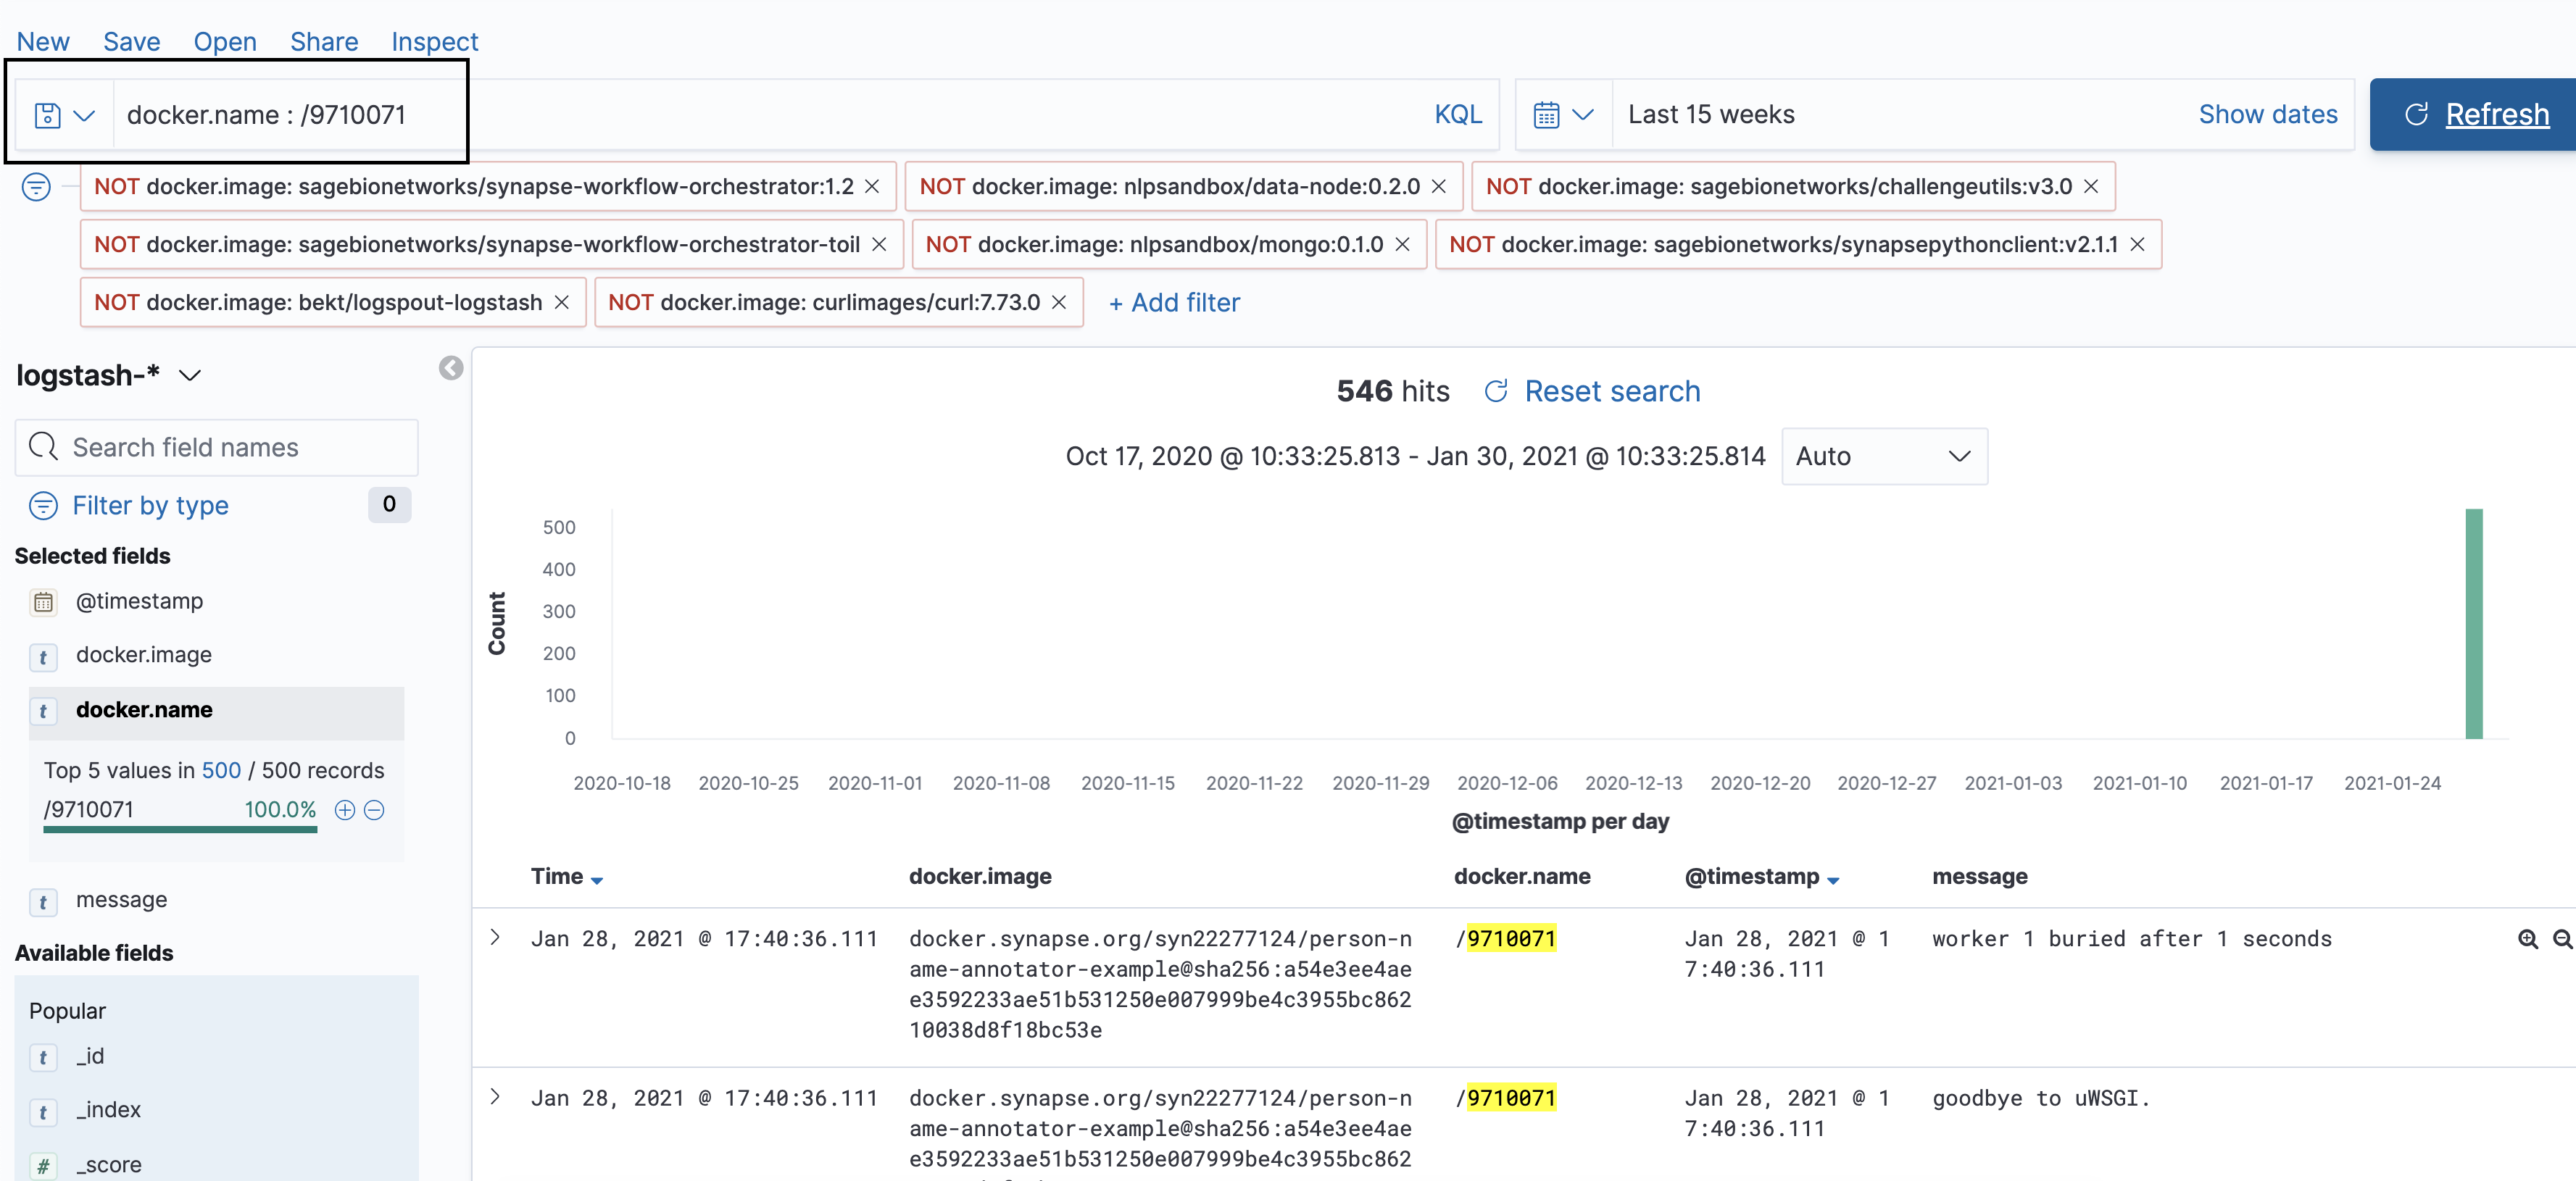 New Save Open Share Inspect
docker.name : /9710071 KQL Last 15 weeks Show dates Refresh
NOT docker.image: sagebionetworks/synapse-workflow-orchestrator:1.2 × NOT docker.image: nlpsandbox/data-node:0.2.0 × NOT docker.image: sagebionetworks/challengeutils:v3.0 ×
NOT docker.image: sagebionetworks/synapse-workflow-orchestrator-toil × NOT docker.image: nlpsandbox/mongo:0.1.0 × NOT docker.image: sagebionetworks/synapsepythonclient:v2.1.1 ×
NOT docker.image: bekt/logspout-logstash × NOT docker.image: curlimages/curl:7.73.0 × + Add filter
logstash-*
Search field names
Filter by type 0
Selected fields
@timestamp
t docker.image
t docker.name
Top 5 values in 500 / 500 records
/9710071 100.0%
t message
Available fields
Popular
t _id
t _index
# _score
546 hits Reset search
Oct 17, 2020 @ 10:33:25.813 - Jan 30, 2021 @ 10:33:25.814 Auto
Count
500
400
300
200
100
0
2020-10-18 2020-10-25 2020-11-01 2020-11-08 2020-11-15 2020-11-22 2020-11-29 2020-12-06 2020-12-13 2020-12-20 2020-12-27 2021-01-03 2021-01-10 2021-01-17 2021-01-24
@timestamp per day
Time docker.image docker.name @timestamp message
Jan 28, 2021 @ 17:40:36.111 docker.synapse.org/syn22277124/person-n /9710071 Jan 28, 2021 @ 1 worker 1 buried after 1 seconds
ame-annotator-example@sha256:a54e3ee4ae 7:40:36.111
e3592233ae51b531250e007999be4c3955bc862
10038d8f18bc53e
Jan 28, 2021 @ 17:40:36.111 docker.synapse.org/syn22277124/person-n /9710071 Jan 28, 2021 @ 1 goodbye to uWSGI.
ame-annotator-example@sha256:a54e3ee4ae 7:40:36.111
e3592233ae51b531250e007999be4c3955bc862